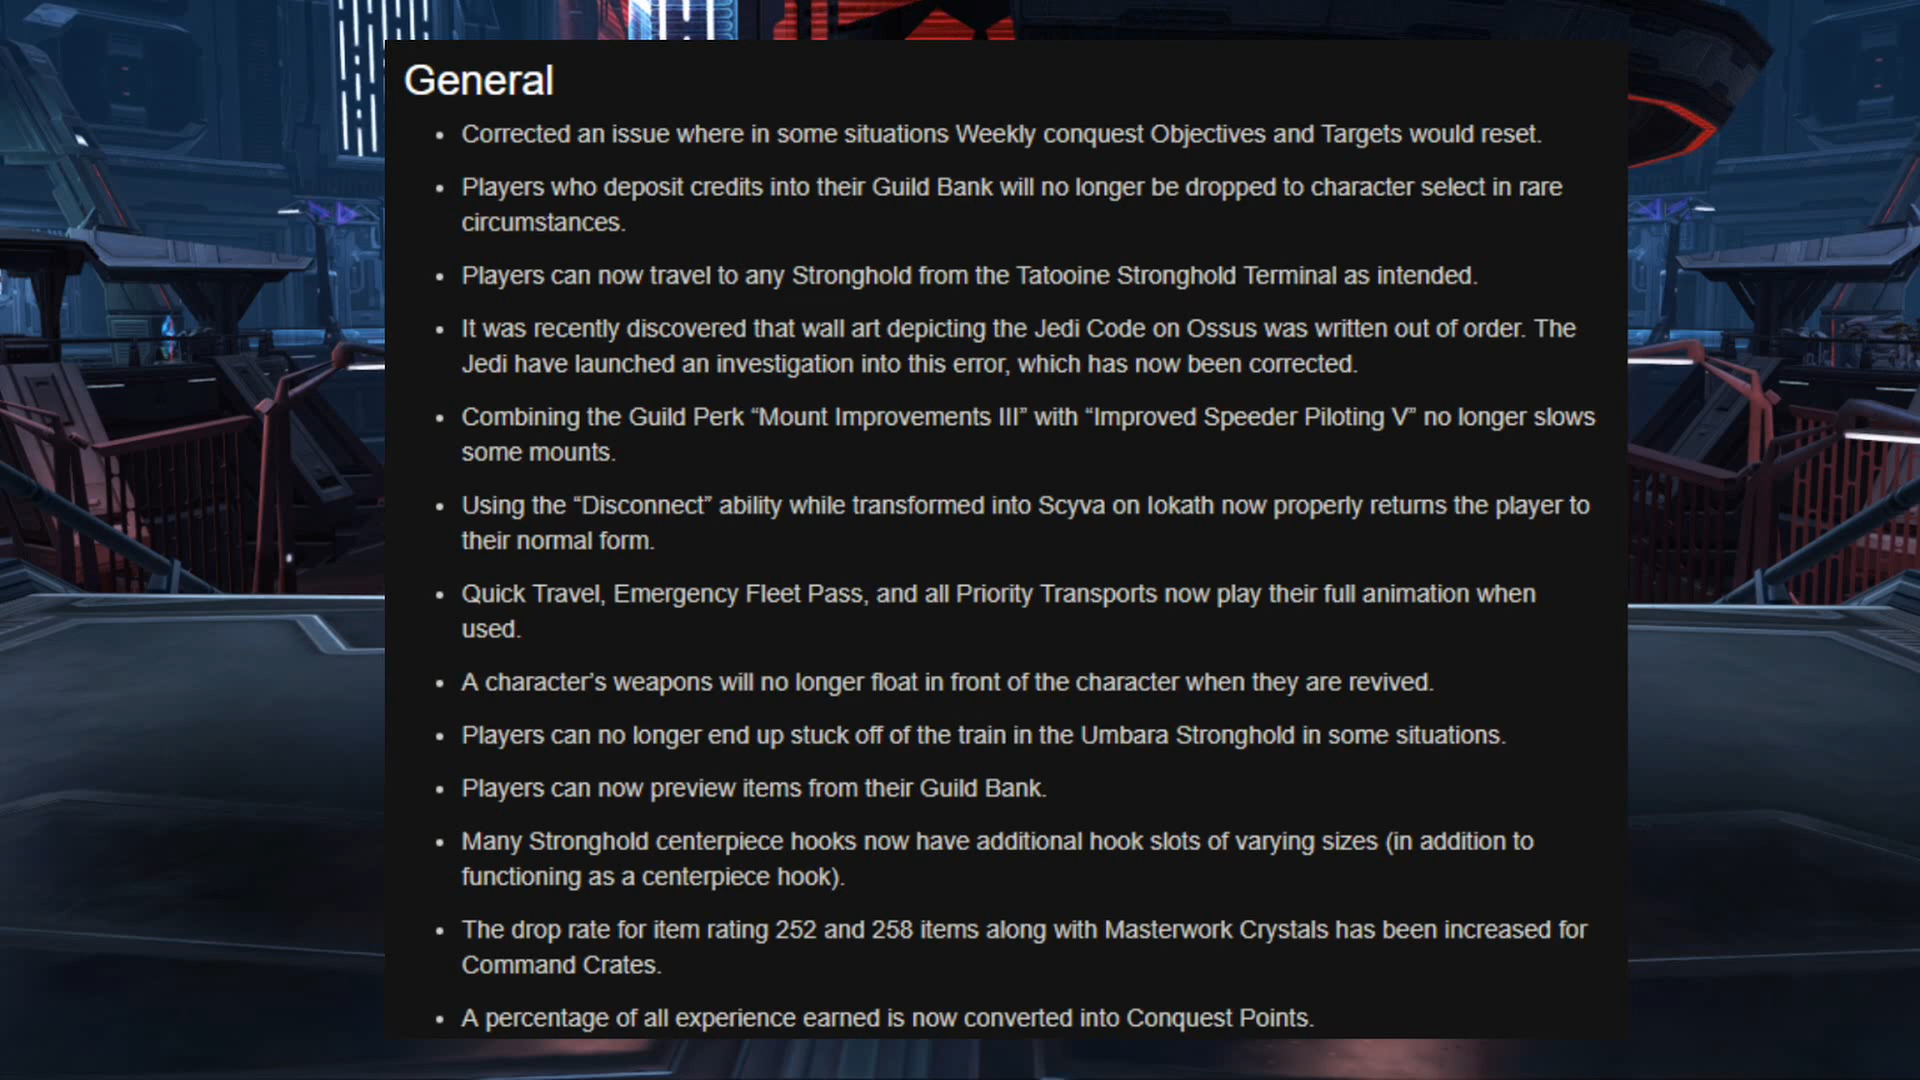 General
• Corrected an issue where in some situations Weekly conquest Objectives and Targets would reset.
• Players who deposit credits into their Guild Bank will no longer be dropped to character select in rare
circumstances.
• Players can now travel to any Stronghold from the Tatooine Stronghold Terminal as intended.
• It was recently discovered that wall art depicting the Jedi Code on Ossus was written out of order. The
Jedi have launched an investigation into this error, which has now been corrected.
• Combining the Guild Perk “Mount Improvements III” with “Improved Speeder Piloting V” no longer slows
some mounts.
• Using the “Disconnect” ability while transformed into Scyva on Iokath now properly returns the player to
their normal form.
• Quick Travel, Emergency Fleet Pass, and all Priority Transports now play their full animation when
used.
• A character’s weapons will no longer float in front of the character when they are revived.
• Players can no longer end up stuck off of the train in the Umbara Stronghold in some situations.
• Players can now preview items from their Guild Bank.
• Many Stronghold centerpiece hooks now have additional hook slots of varying sizes (in addition to
functioning as a centerpiece hook).
• The drop rate for item rating 252 and 258 items along with Masterwork Crystals has been increased for
Command Crates.
• A percentage of all experience earned is now converted into Conquest Points.